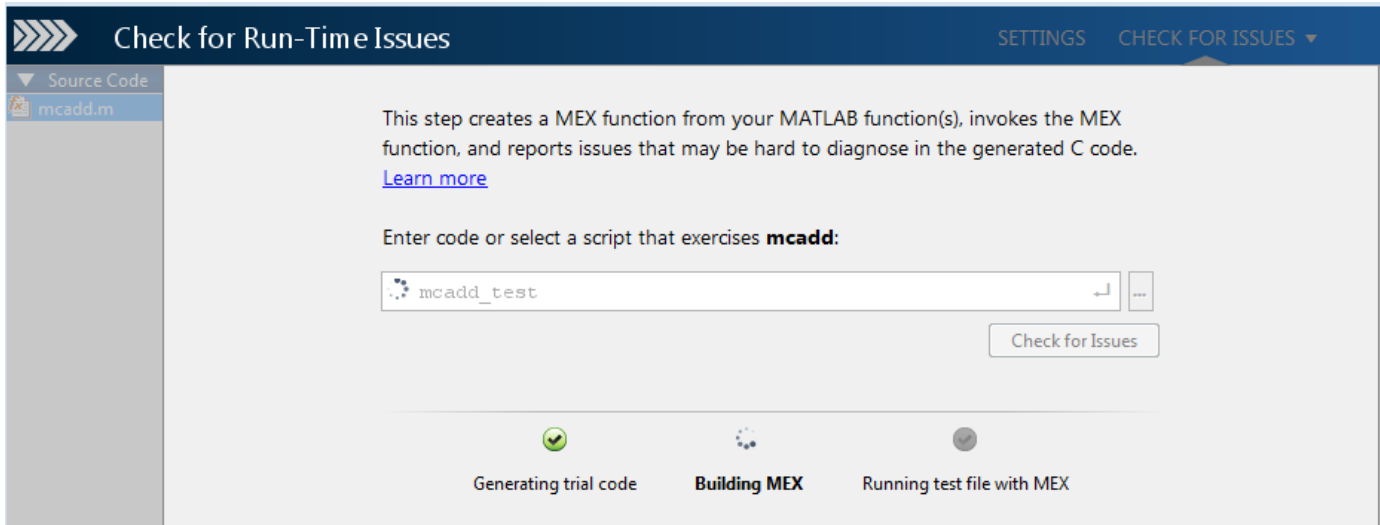 Check for Run-Time Issues
SETTINGS
CHECK FOR ISSUES
Source Code
mcadd.m
This step creates a MEX function from your MATLAB function(s), invokes the MEX
function, and reports issues that may be hard to diagnose in the generated C code.
Learn more
Enter code or select a script that exercises mcadd:
mcadd_test
...
Check for Issues
Generating trial code
Building MEX
Running test file with MEX